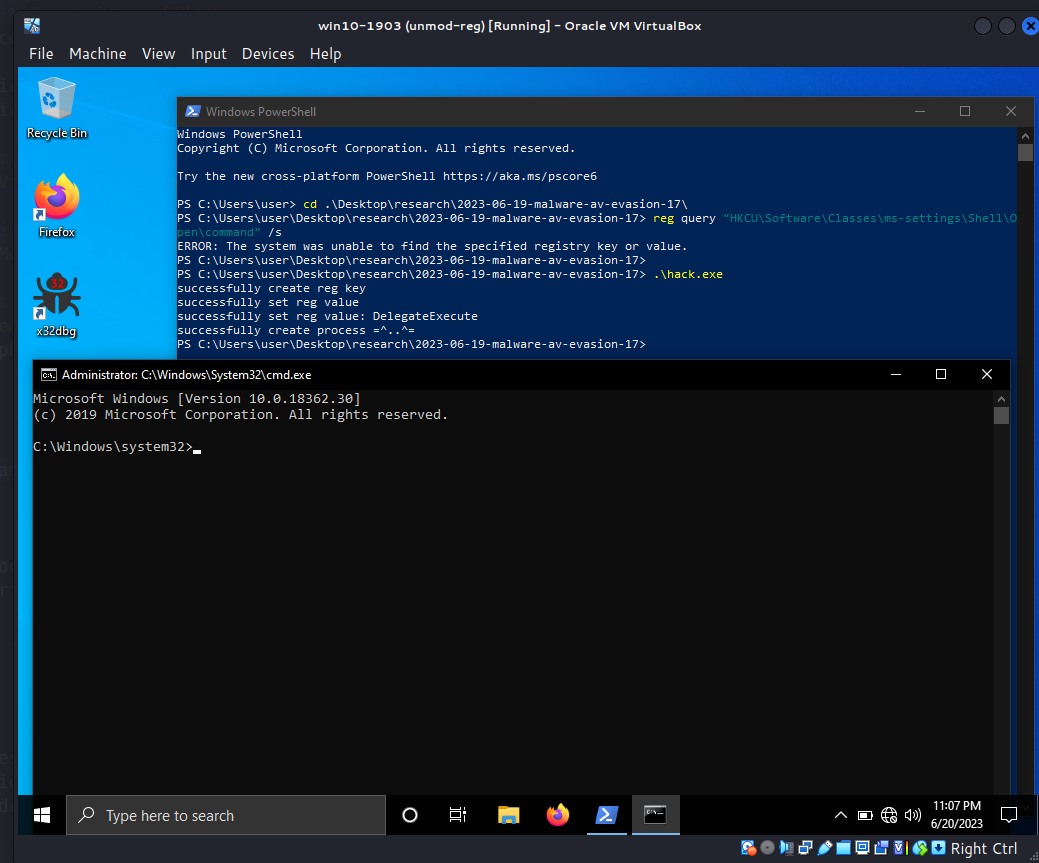 win10-1903 (unmod-reg) [Running] - Oracle VM VirtualBox
File Machine View Input Devices Help
Recycle Bin
Firefox
32
x32dbg
Windows PowerShell
Windows PowerShell
Copyright (C) Microsoft Corporation. All rights reserved.
Try the new cross-platform PowerShell https://aka.ms/pscore6
PS C:\Users\user> cd .\Desktop\research\2023-06-19-malware-av-evasion-17\
PS C:\Users\user\Desktop\research\2023-06-19-malware-av-evasion-17> reg query "HKCU\Software\Classes\ms-settings\Shell\O
pen\command" /s
ERROR: The system was unable to find the specified registry key or value.
PS C:\Users\user\Desktop\research\2023-06-19-malware-av-evasion-17>
PS C:\Users\user\Desktop\research\2023-06-19-malware-av-evasion-17> .\hack.exe
successfully create reg key
successfully set reg value
successfully set reg value: DelegateExecute
successfully create process =^..^=
PS C:\Users\user\Desktop\research\2023-06-19-malware-av-evasion-17>
Administrator: C:\Windows\System32\cmd.exe
Microsoft Windows [Version 10.0.18362.30]
(c) 2019 Microsoft Corporation. All rights reserved.
C:\Windows\system32>
Type here to search
11:07 PM
6/20/2023
Right Ctrl